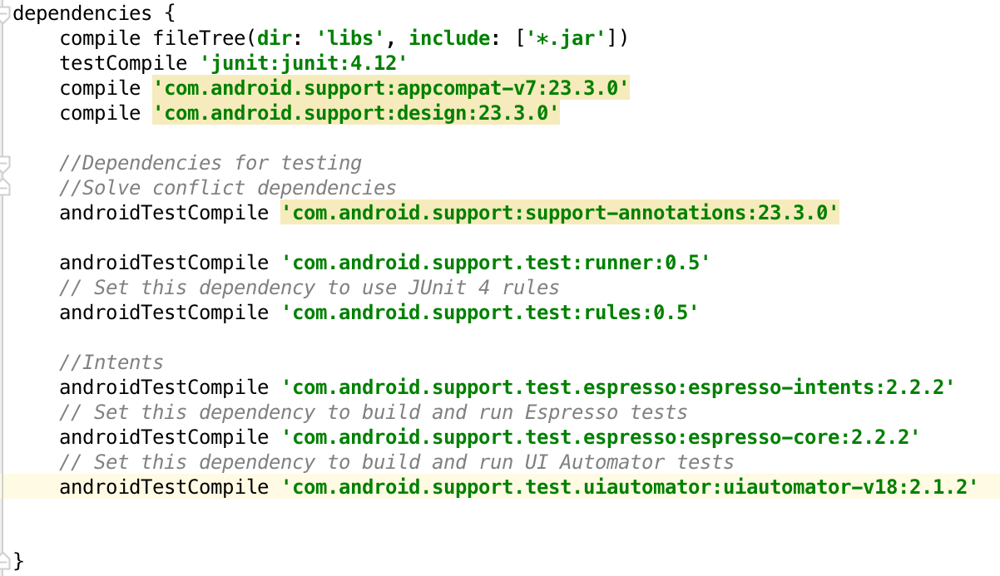 dependencies {
    compile fileTree(dir: 'libs', include: ['*.jar'])
    testCompile 'junit:junit:4.12'
    compile 'com.android.support:appcompat-v7:23.3.0'
    compile 'com.android.support:design:23.3.0'

    //Dependencies for testing
    //Solve conflict dependencies
    androidTestCompile 'com.android.support:support-annotations:23.3.0'

    androidTestCompile 'com.android.support.test:runner:0.5'
    // Set this dependency to use JUnit 4 rules
    androidTestCompile 'com.android.support.test:rules:0.5'

    //Intents
    androidTestCompile 'com.android.support.test.espresso:espresso-intents:2.2.2'
    // Set this dependency to build and run Espresso tests
    androidTestCompile 'com.android.support.test.espresso:espresso-core:2.2.2'
    // Set this dependency to build and run UI Automator tests
    androidTestCompile 'com.android.support.test.uiautomator:uiautomator-v18:2.1.2'

}